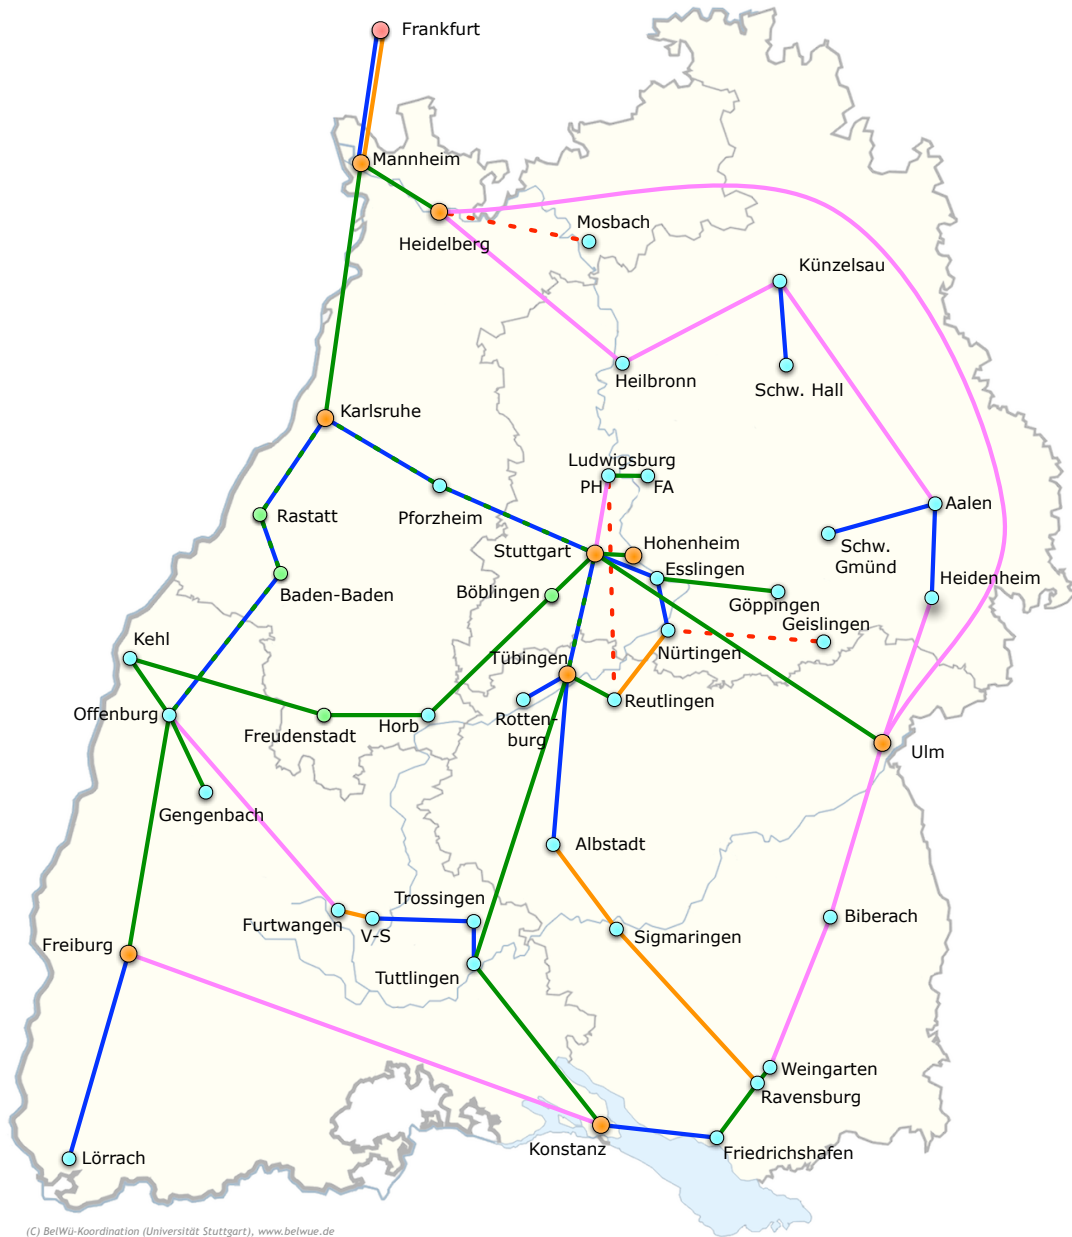 Frankfurt
Mannheim
Heidelberg
Mosbach
Künzelsau
Heilbronn
Schw. Hall
Karlsruhe
Ludwigsburg
PH
FA
Rastatt
Pforzheim
Aalen
Stuttgart
Hohenheim
Schw.
Gmünd
Esslingen
Heidenheim
Böblingen
Baden-Baden
Göppingen
Geislingen
Kehl
Nürtingen
Tübingen
Offenburg
Reutlingen
Rotten-
burg
Freudenstadt
Horb
Ulm
Gengenbach
Albstadt
Trossingen
Furtwangen
V-S
Biberach
Sigmaringen
Freiburg
Tuttlingen
Weingarten
Ravensburg
Konstanz
Friedrichshafen
Lörrach
(C) BelWü-Koordination (Universität Stuttgart), www.belwue.de